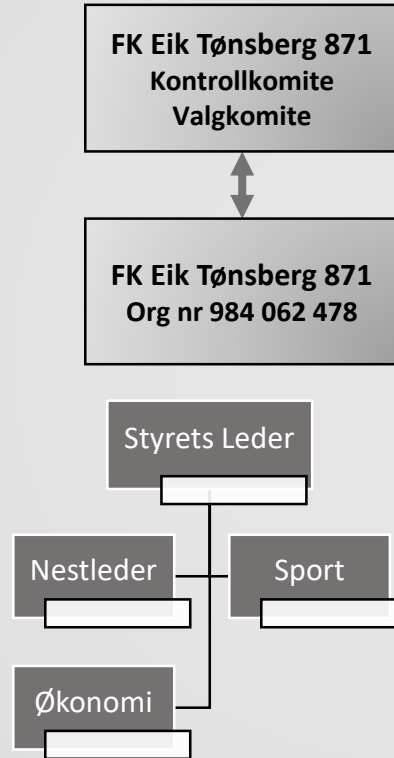 FK Eik Tønsberg 871
Kontrollkomite
Valgkomite
FK Eik Tønsberg 871
Org nr 984 062 478
Styrets Leder
Nestleder
Sport
Økonomi